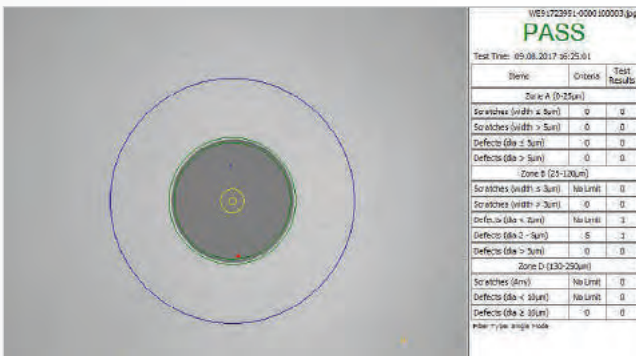 WE91723951-0000100003.jpg
PASS
Test Time: 09.08.2017 16:25:01
Items Criteria Test Results
Zone A (0-25μm)
Scratches (width ≤ 3μm) 0 0
Scratches (width > 3μm) 0 0
Defects (dia ≤ 5μm) 0 0
Defects (dia > 5μm) 0 0
Zone B (25-120μm)
Scratches (width ≤ 3μm) No Limit 0
Scratches (width > 3μm) 0 0
Defects (dia < 2μm) No Limit 1
Defects (dia 2 - 5μm) 5 1
Defects (dia > 5μm) 0 0
Zone D (130-250μm)
Scratches (Any) No Limit 0
Defects (dia < 10μm) No Limit 0
Defects (dia ≥ 10μm) 0 0
Fiber Type: Single Mode